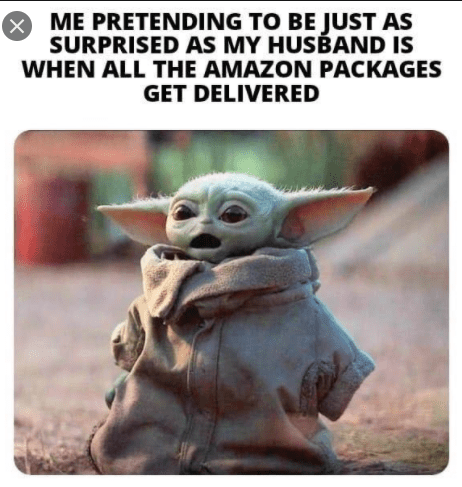 ME PRETENDING TO BE JUST AS
SURPRISED AS MY HUSBAND IS
WHEN ALL THE AMAZON PACKAGES
GET DELIVERED